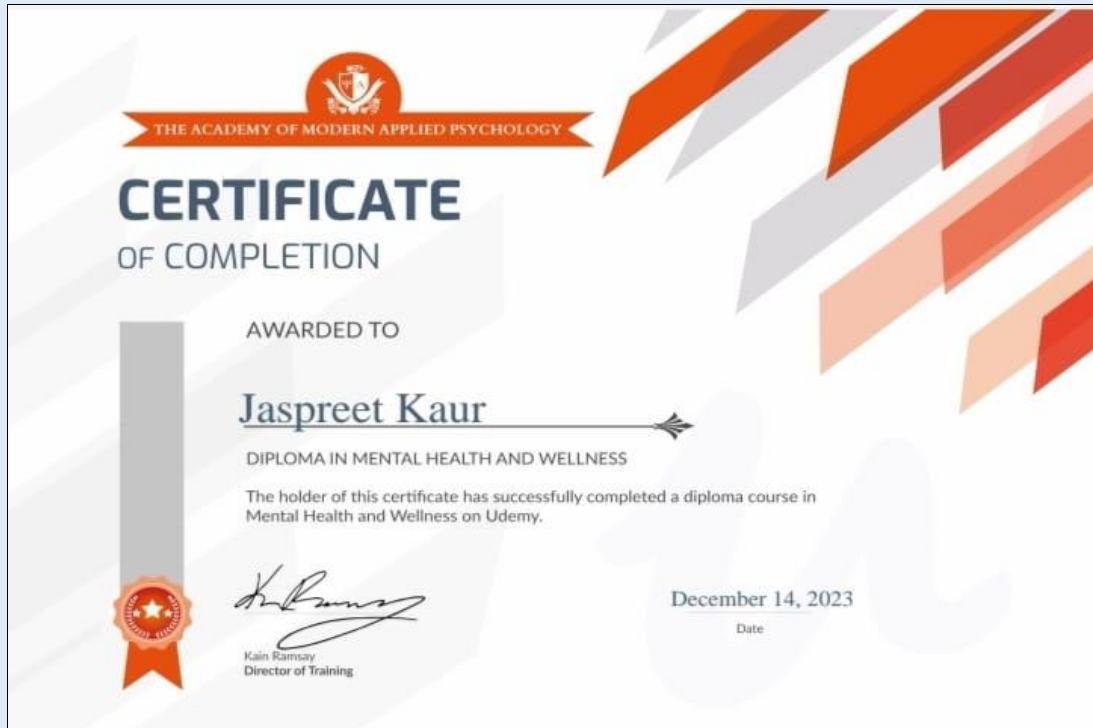 THE ACADEMY OF MODERN APPLIED PSYCHOLOGY
CERTIFICATE
OF COMPLETION
AWARDED TO
Jaspreet Kaur
DIPLOMA IN MENTAL HEALTH AND WELLNESS
The holder of this certificate has successfully completed a diploma course in
Mental Health and Wellness on Udemy.
December 14, 2023
Date
Kain Ramsay
Director of Training